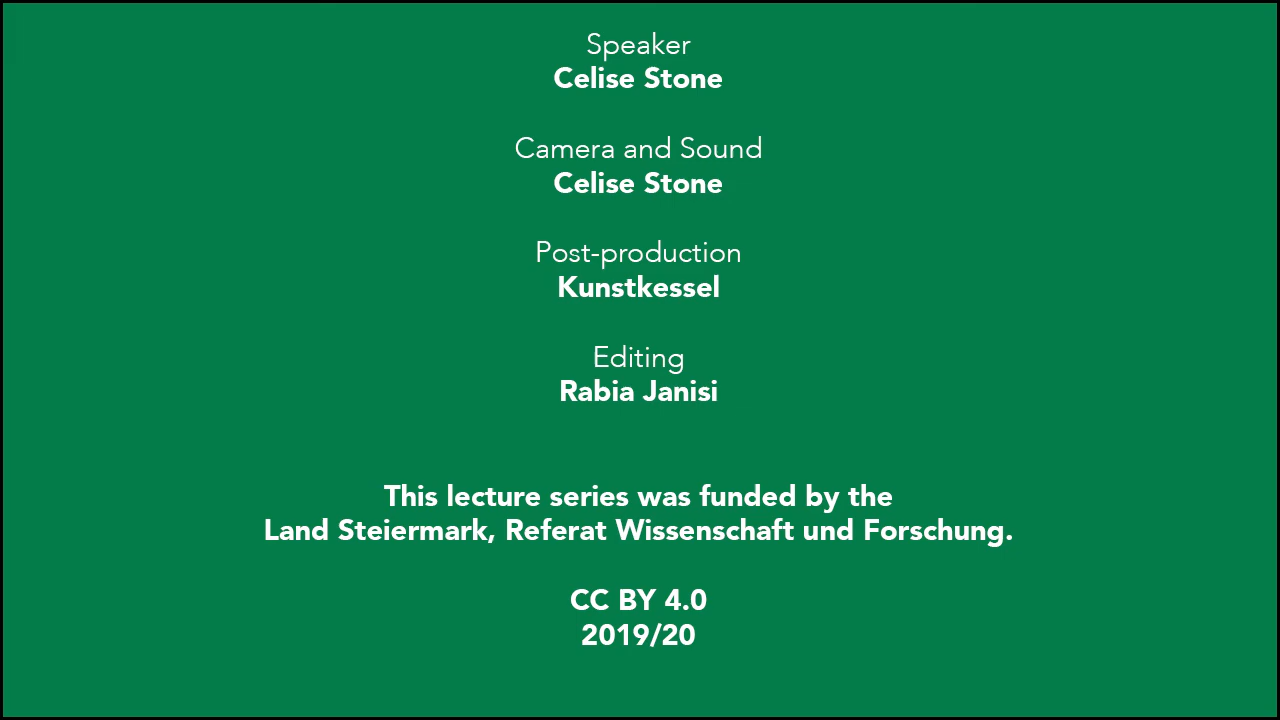 Speaker
Celise Stone
Camera and Sound
Celise Stone
Post-production
Kunstkessel
Editing
Rabia Janisi
This lecture series was funded by the
Land Steiermark, Referat Wissenschaft und Forschung.
CC BY 4.0
2019/20